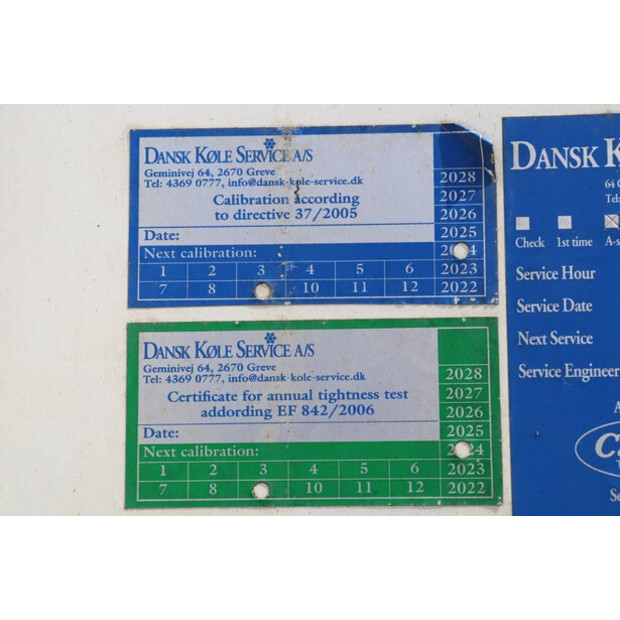 DANSK KØLE SERVICE A/S
Geminivej 64, 2670 Greve
Tel: 4369 0777, info@dansk-kole-service.dk
Calibration according
to directive 37/2005
Date:
Next calibration:
2028
2027
2026
2025
1 2 3 4 5 6 2023
7 8 10 11 12 2022
DANSK KØLE SERVICE A/S
Geminivej 64, 2670 Greve
Tel: 4369 0777, info@dansk-kole-service.dk
Certificate for annual tightness test
addording EF 842/2006
Date:
Next calibration:
2028
2027
2026
2025
1 2 3 4 5 6 2023
7 8 10 11 12 2022
DANSK
Tel:
Check 1st time
Service Hour
Service Date
Next Service
Service Engineer